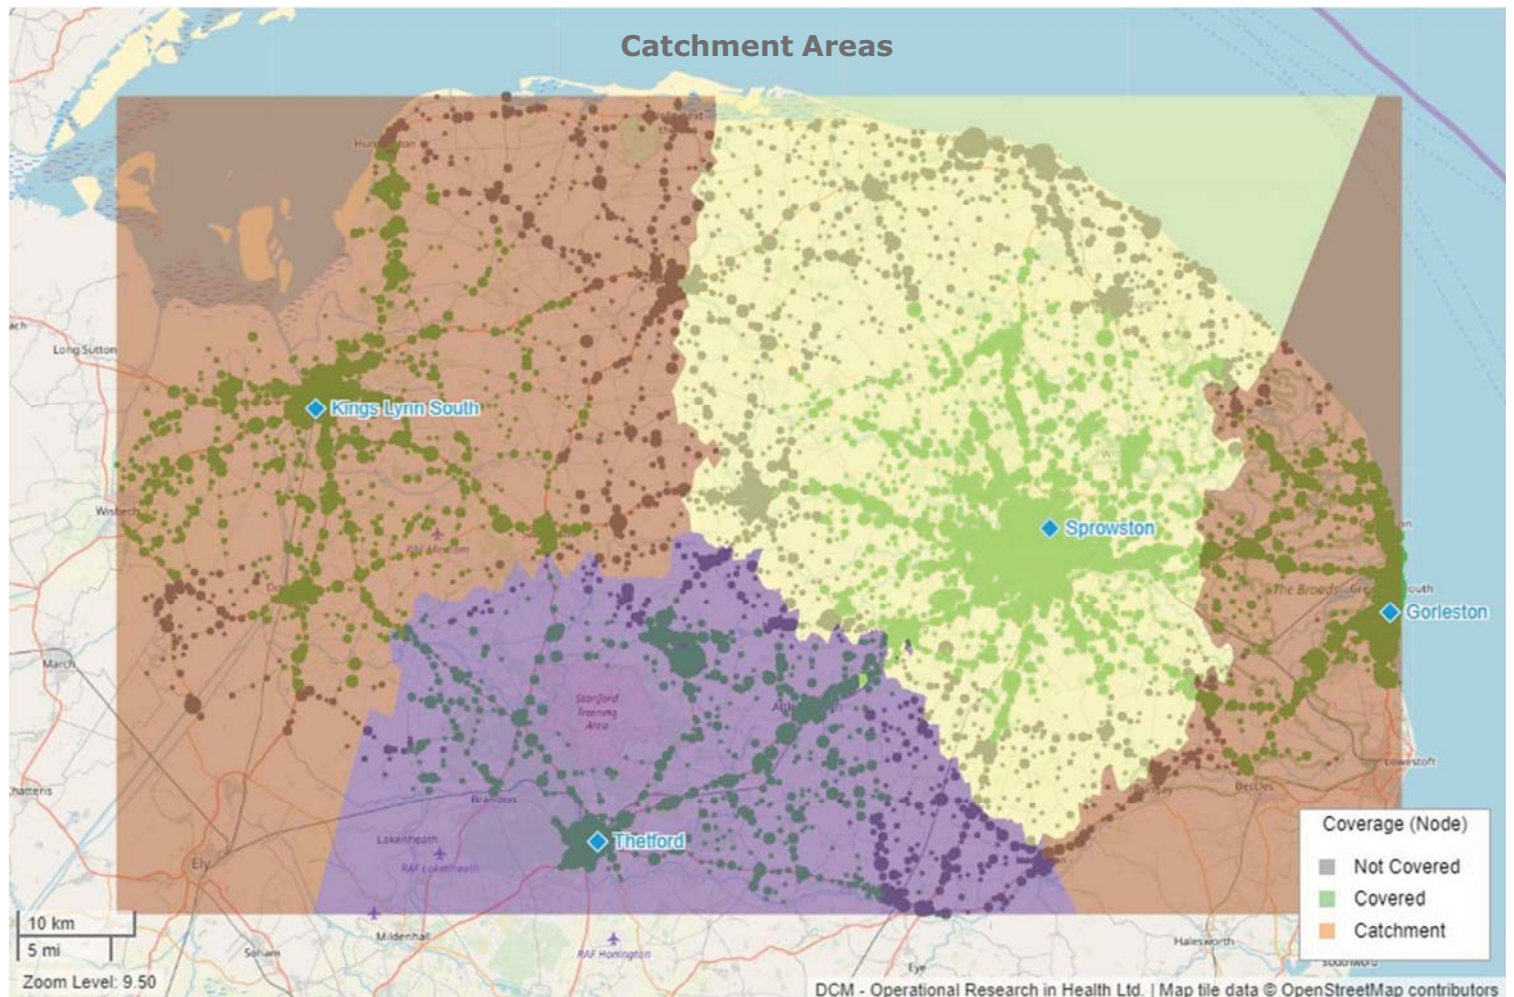 Catchment Areas
Long Sutton
Kings Lynn South
Wisbech
Sprowston
The Broads
Gorleston
March
Stanford
Training
Area
Lowestoft
Beccles
Brandon
Lakenheath
Thetford
RAF Lakenheath
Ely
Coverage (Node)
Not Covered
Covered
Catchment
10 km
5 mi
Mildenhall
Soham
RAF Honington
Halesworth
Eye
Southwold
Zoom Level: 9.50
DCM - Operational Research in Health Ltd. | Map tile data © OpenStreetMap contributors